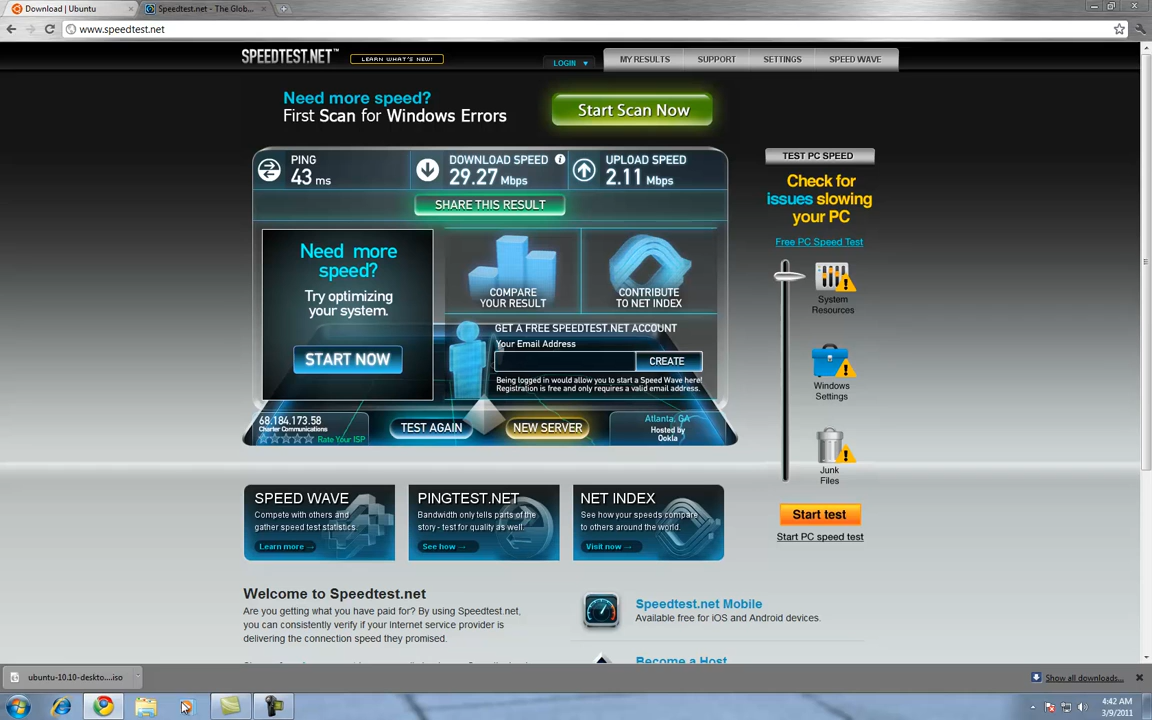 Download | Ubuntu
Speedtest.net - The Glob...
www.speedtest.net
SPEEDTEST.NET™
LEARN WHAT'S NEW!
LOGIN
MY RESULTS
SUPPORT
SETTINGS
SPEED WAVE
Need more speed?
First Scan for Windows Errors
Start Scan Now
PING
43 ms
DOWNLOAD SPEED
29.27 Mbps
UPLOAD SPEED
2.11 Mbps
SHARE THIS RESULT
Need more
speed?
Try optimizing
your system.
START NOW
COMPARE
YOUR RESULT
CONTRIBUTE
TO NET INDEX
GET A FREE SPEEDTEST.NET ACCOUNT
Your Email Address
CREATE
Being logged in would allow you to start a Speed Wave here!
Registration is free and only requires a valid email address.
68.184.173.58
Charter Communications
Rate Your ISP
TEST AGAIN
NEW SERVER
Atlanta, GA
Hosted by
Ookla
TEST PC SPEED
Check for
issues slowing
your PC
Free PC Speed Test
System
Resources
Windows
Settings
Junk
Files
Start test
Start PC speed test
SPEED WAVE
Compete with others and
gather speed test statistics.
Learn more →
PINGTEST.NET
Bandwidth only tells parts of the
story - test for quality as well.
See how →
NET INDEX
See how your speeds compare
to others around the world.
Visit now →
Welcome to Speedtest.net
Are you getting what you have paid for? By using Speedtest.net,
you can consistently verify if your Internet service provider is
delivering the connection speed they promised.
Speedtest.net Mobile
Available free for iOS and Android devices.
Become a Host
ubuntu-10.10-deskto....iso
Show all downloads...
4:42 AM
3/9/2011